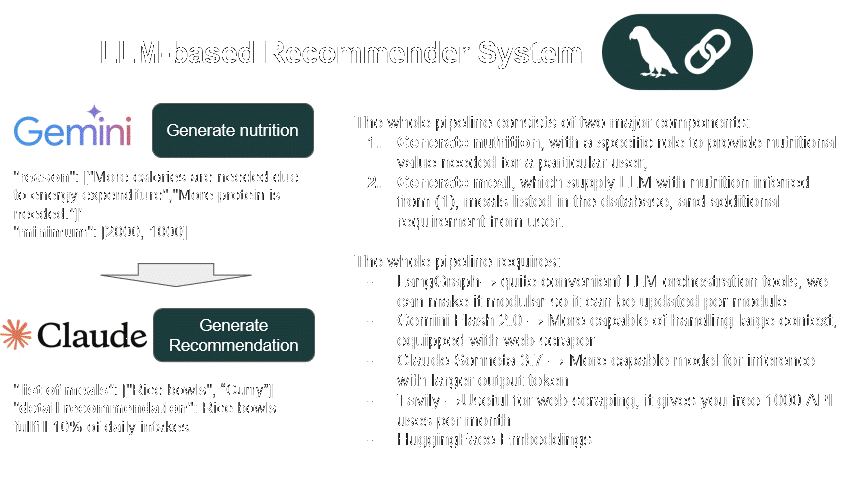 LLM-based Recommender System
Gemini
Generate nutrition
"reason": ["More calories are needed due
to energy expenditure","More protein is
needed."]"
"minimum": [2000, 1000]
Claude
Generate
Recommendation
"list of meals": ["Rice bowls", "Curry"]
"detail recommendation": Rice bowls
fulfill 10% of daily intakes
The whole pipeline consists of two major components:
1. Generate nutrition, with a specific role to provide nutritional
value needed for a particular user,
2. Generate meal, which supply LLM with nutrition inferred
from (1), meals listed in the database, and additional
requirement from user.
The whole pipeline requires:
- LangGraph → quite convenient LLM orchestration tools, we
can make it modular so it can be updated per module
- Gemini Flash 2.0 → More capable of handling large context,
equipped with web scraper
- Claude Sonnets 3.7 → More capable model for inference
with larger output token
- Tavily → Useful for web scraping, it gives you free 1000 API
uses per month
- HuggingFace Embeddings